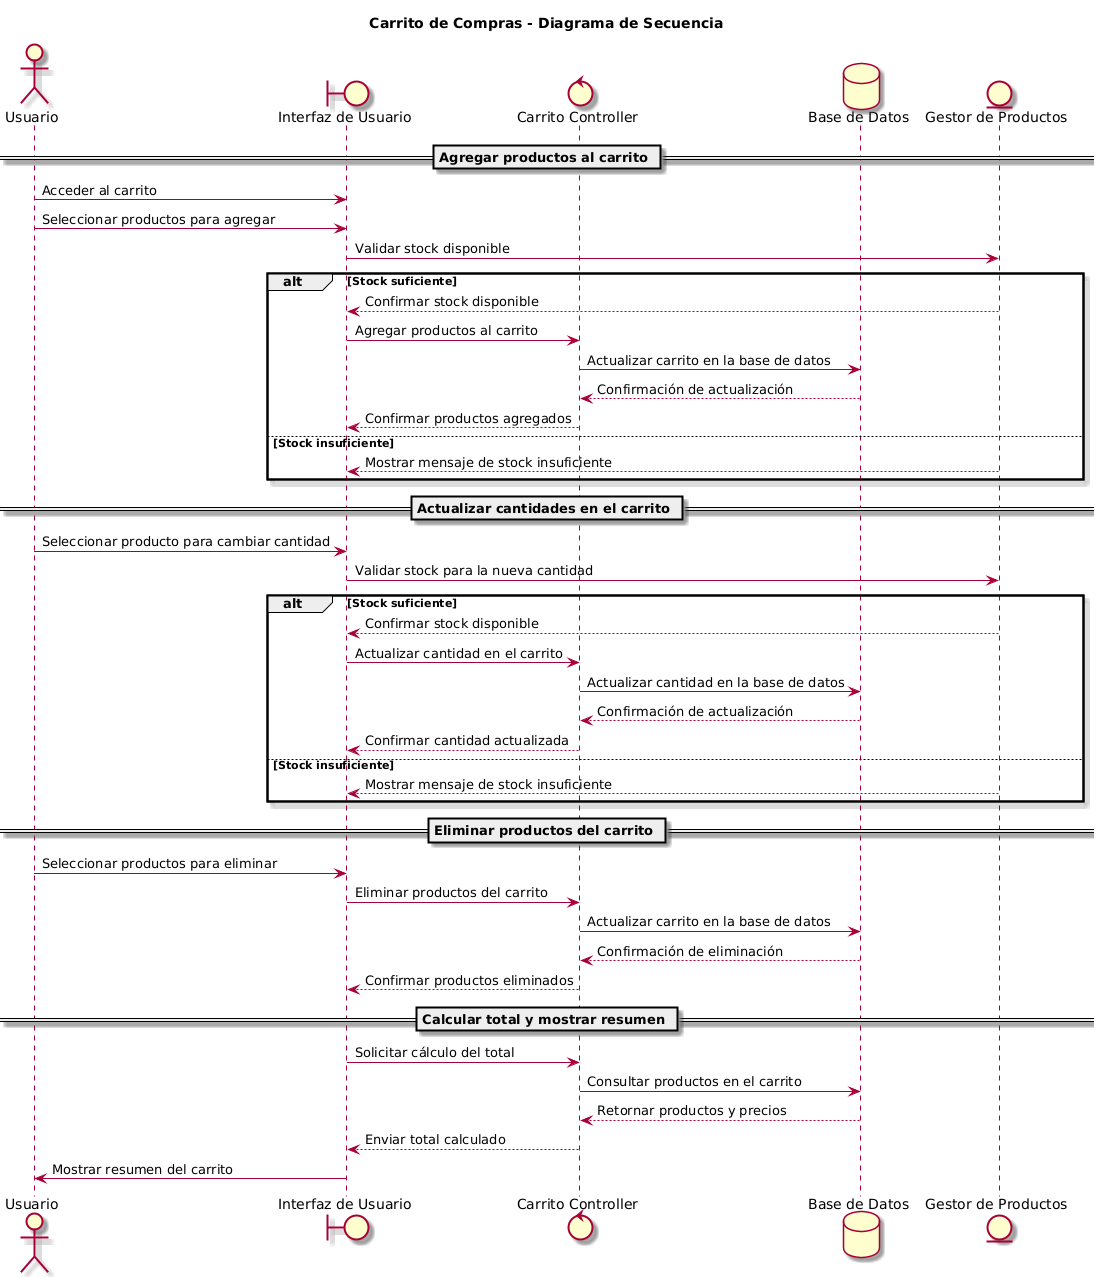 Carrito de Compras - Diagrama de Secuencia
Usuario
Interfaz de Usuario
Carrito Controller
Base de Datos
Gestor de Productos
Agregar productos al carrito
Acceder al carrito
Seleccionar productos para agregar
Validar stock disponible
alt
[Stock suficiente]
Confirmar stock disponible
Agregar productos al carrito
Actualizar carrito en la base de datos
Confirmación de actualización
Confirmar productos agregados
[Stock insuficiente]
Mostrar mensaje de stock insuficiente
Actualizar cantidades en el carrito
Seleccionar producto para cambiar cantidad
Validar stock para la nueva cantidad
alt
[Stock suficiente]
Confirmar stock disponible
Actualizar cantidad en el carrito
Actualizar cantidad en la base de datos
Confirmación de actualización
Confirmar cantidad actualizada
[Stock insuficiente]
Mostrar mensaje de stock insuficiente
Eliminar productos del carrito
Seleccionar productos para eliminar
Eliminar productos del carrito
Actualizar carrito en la base de datos
Confirmación de eliminación
Confirmar productos eliminados
Calcular total y mostrar resumen
Solicitar cálculo del total
Consultar productos en el carrito
Retornar productos y precios
Enviar total calculado
Mostrar resumen del carrito
Usuario
Interfaz de Usuario
Carrito Controller
Base de Datos
Gestor de Productos